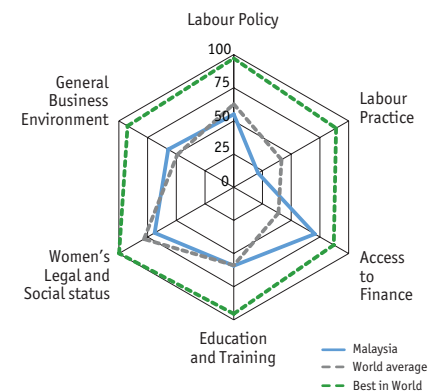 Labour Policy
100
75
50
25
0
General
Business
Environment
Labour
Practice
Women's
Legal and
Social status
Access
to
Finance
Education
and Training
Malaysia
World average
Best in World